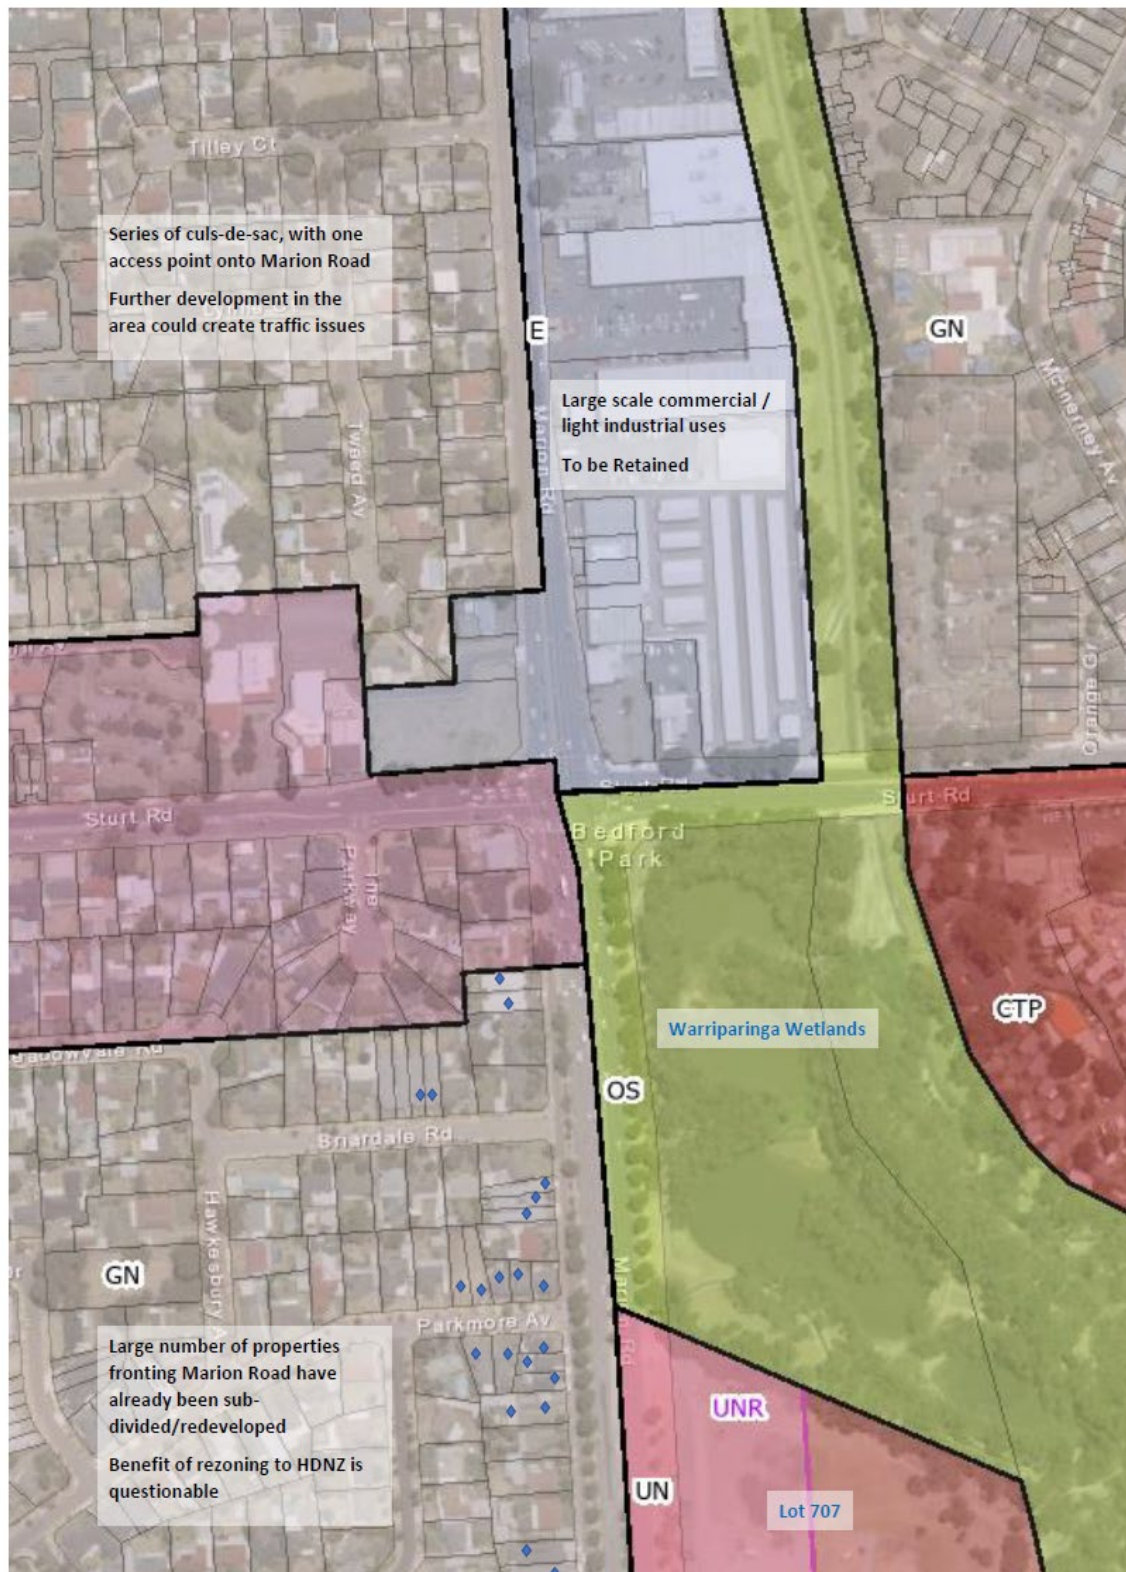 Tilley Ct
Series of culs-de-sac, with one
access point onto Marion Road
Further development in the
area could create traffic issues
E
GN
Large scale commercial /
light industrial uses
To be Retained
Marion Rd
McInerney Av
Tweed Av
Orange Gr
Sturt Rd
Sturt Rd
Sturt Rd
Bedford
Park
The
Parkway
CTP
Warriparinga Wetlands
OS
Briardale Rd
Hawkesbury A
GN
Parkmore Av
Large number of properties
fronting Marion Road have
already been sub-
divided/redeveloped
Benefit of rezoning to HDNZ is
questionable
UNR
UN
Lot 707